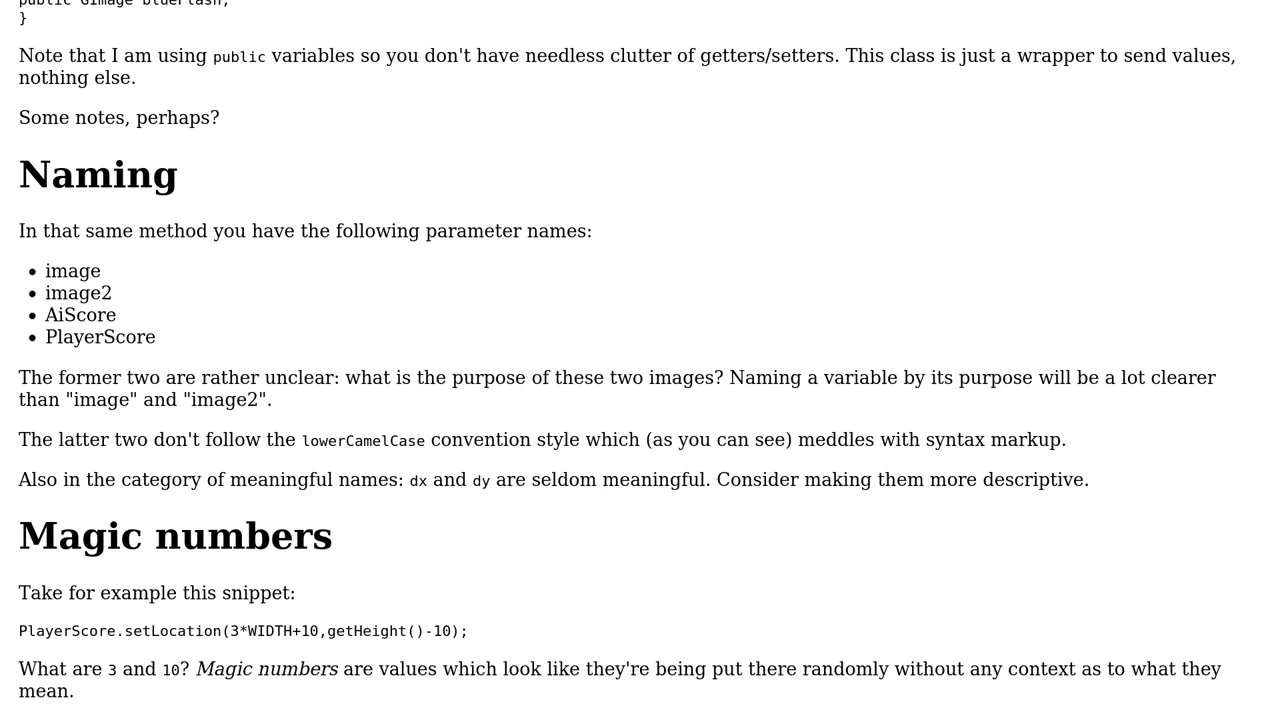 public GImage blueFlash;
}
Note that I am using public variables so you don't have needless clutter of getters/setters. This class is just a wrapper to send values,
nothing else.
Some notes, perhaps?
Naming
In that same method you have the following parameter names:
• image
• image2
• AiScore
• PlayerScore
The former two are rather unclear: what is the purpose of these two images? Naming a variable by its purpose will be a lot clearer
than "image" and "image2".
The latter two don't follow the lowerCamelCase convention style which (as you can see) meddles with syntax markup.
Also in the category of meaningful names: dx and dy are seldom meaningful. Consider making them more descriptive.
Magic numbers
Take for example this snippet:
PlayerScore.setLocation(3*WIDTH+10,getHeight()-10);
What are 3 and 10? Magic numbers are values which look like they're being put there randomly without any context as to what they
mean.